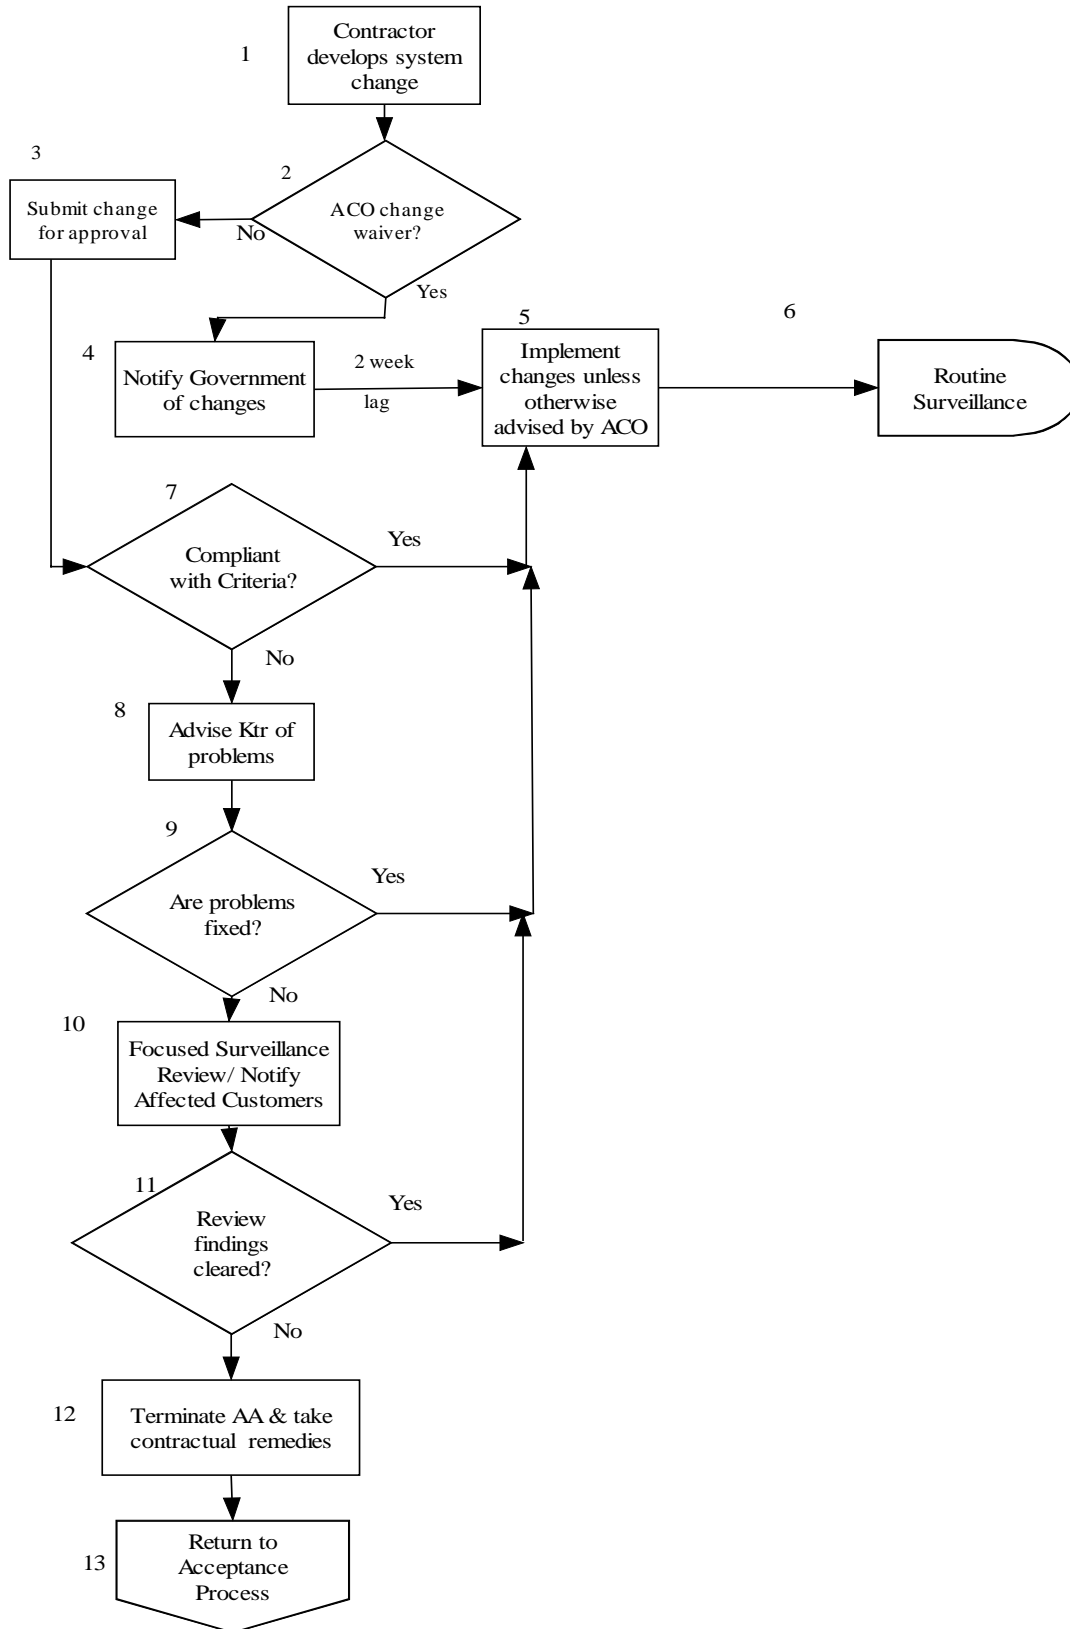 1
Contractor
develops system
change
2
ACO change
waiver?
No
Yes
3
Submit change
for approval
4
Notify Government
of changes
2 week
lag
5
Implement
changes unless
otherwise
advised by ACO
6
Routine
Surveillance
7
Compliant
with Criteria?
Yes
No
8
Advise Ktr of
problems
9
Are problems
fixed?
Yes
No
10
Focused Surveillance
Review/ Notify
Affected Customers
11
Review
findings
cleared?
Yes
No
12
Terminate AA & take
contractual remedies
13
Return to
Acceptance
Process